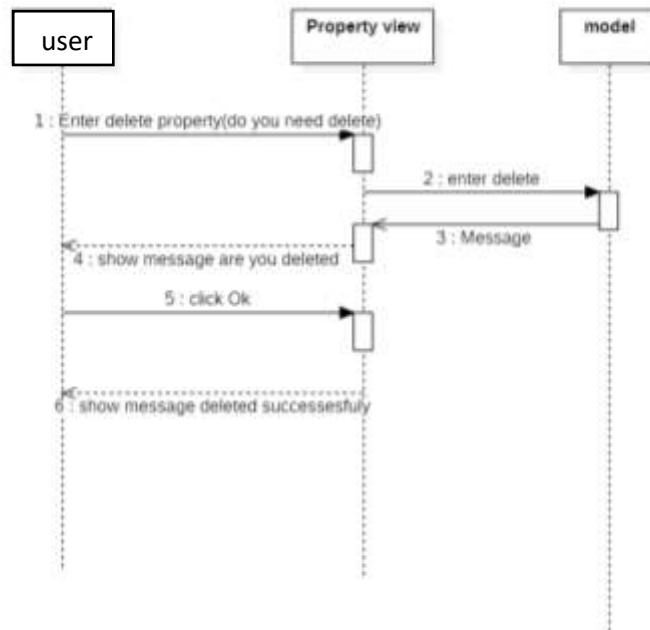 user
Property view
model
1 : Enter delete property(do you need delete)
2 : enter delete
3 : Message
4 : show message are you deleted
5 : click Ok
6 : show message deleted successesfuly